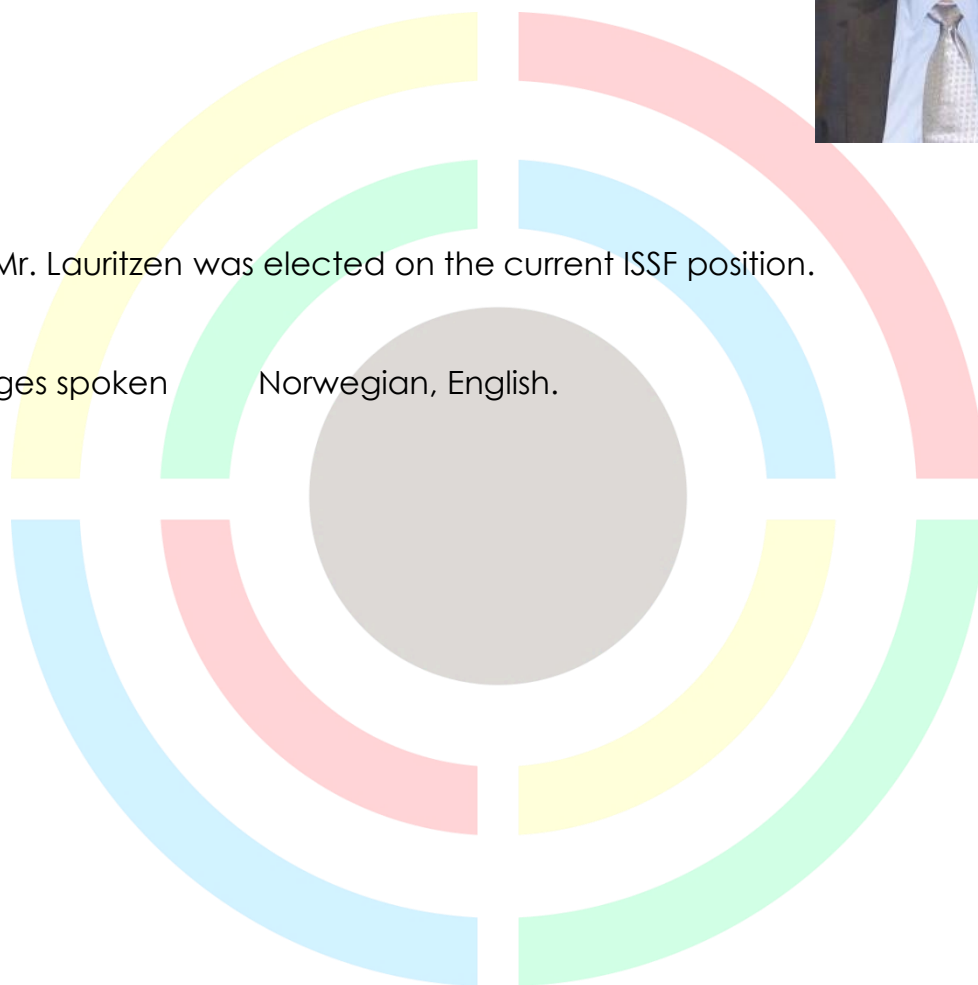 Mr. Lauritzen was elected on the current ISSF position.
ges spoken Norwegian, English.